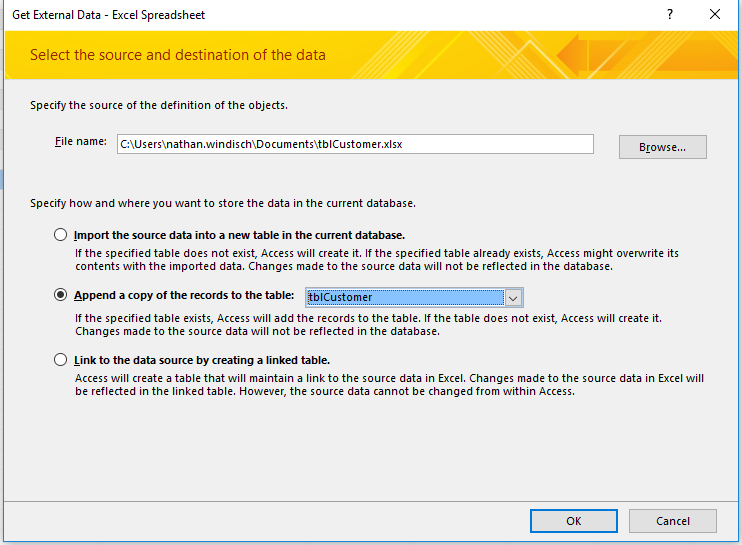 Get External Data - Excel Spreadsheet
?
Select the source and destination of the data
Specify the source of the definition of the objects.
File name: C:\Users\nathan.windisch\Documents\tblCustomer.xlsx Browse...
Specify how and where you want to store the data in the current database.
Import the source data into a new table in the current database.
If the specified table does not exist, Access will create it. If the specified table already exists, Access might overwrite its
contents with the imported data. Changes made to the source data will not be reflected in the database.
Append a copy of the records to the table: tblCustomer
If the specified table exists, Access will add the records to the table. If the table does not exist, Access will create it.
Changes made to the source data will not be reflected in the database.
Link to the data source by creating a linked table.
Access will create a table that will maintain a link to the source data in Excel. Changes made to the source data in Excel will
be reflected in the linked table. However, the source data cannot be changed from within Access.
OK Cancel